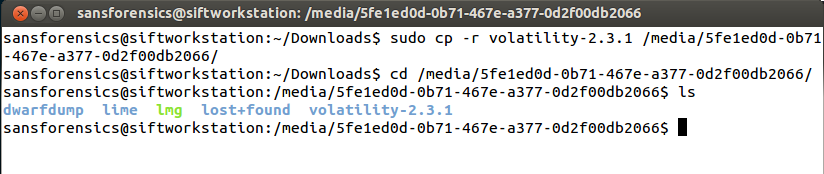 sansforensics@siftworkstation: /media/5fe1ed0d-0b71-467e-a377-0d2f00db2066
sansforensics@siftworkstation:~/Downloads$ sudo cp -r volatility-2.3.1 /media/5fe1ed0d-0b71
-467e-a377-0d2f00db2066/
sansforensics@siftworkstation:~/Downloads$ cd /media/5fe1ed0d-0b71-467e-a377-0d2f00db2066/
sansforensics@siftworkstation:/media/5fe1ed0d-0b71-467e-a377-0d2f00db2066$ ls
dwarfdump  lime  lmg  lost+found  volatility-2.3.1
sansforensics@siftworkstation:/media/5fe1ed0d-0b71-467e-a377-0d2f00db2066$